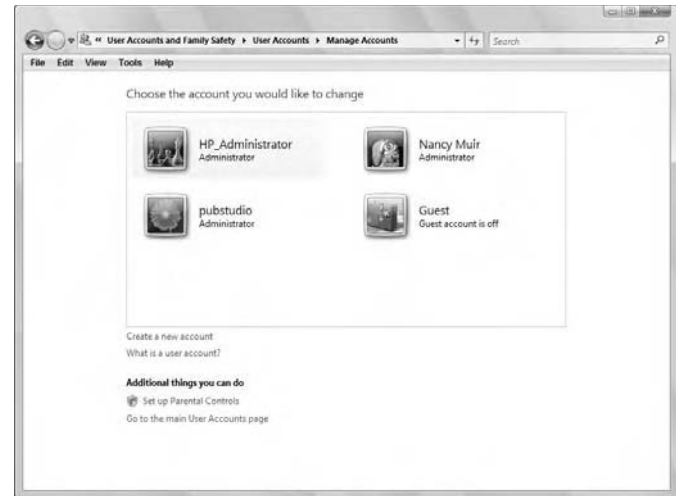 « User Accounts and Family Safety ▸ User Accounts ▸ Manage Accounts Search
File Edit View Tools Help
Choose the account you would like to change
HP_Administrator
Administrator
Nancy Muir
Administrator
pubstudio
Administrator
Guest
Guest account is off
Create a new account
What is a user account?
Additional things you can do
Set up Parental Controls
Go to the main User Accounts page